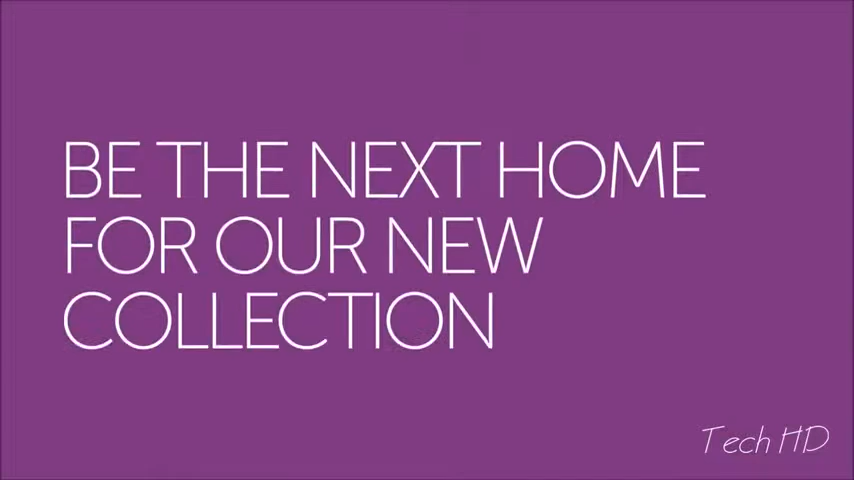 BE THE NEXT HOME
FOR OUR NEW
COLLECTION
Tech HD